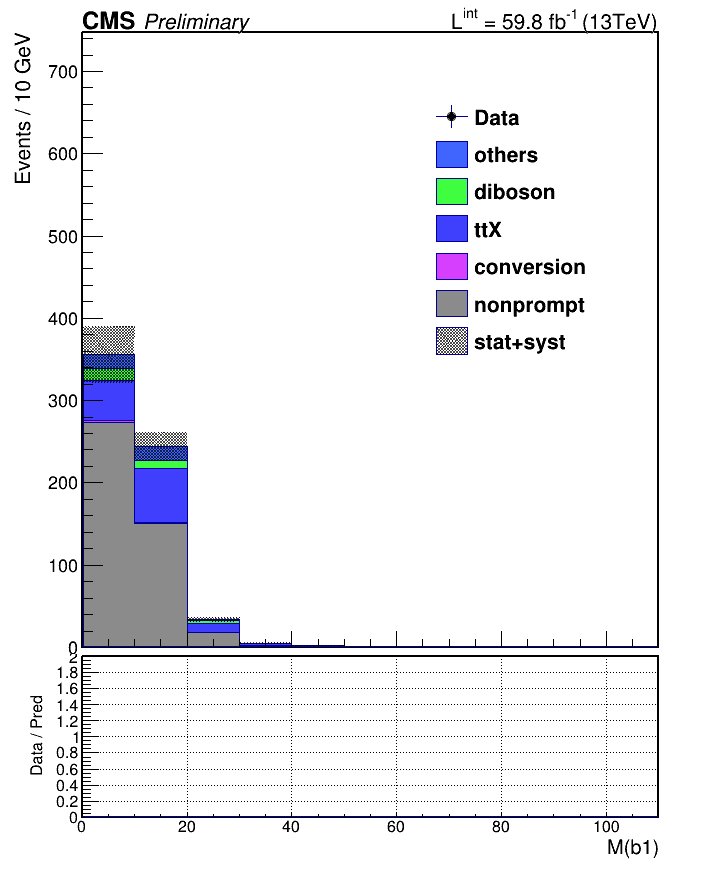 CMS Preliminary
L^int = 59.8 fb^-1 (13TeV)
Events / 10 GeV
700
600
500
400
300
200
100
0
Data
others
diboson
ttX
conversion
nonprompt
stat+syst
Data / Pred
2
1.8
1.6
1.4
1.2
1
0.8
0.6
0.4
0.2
0
0 20 40 60 80 100
M(b1)